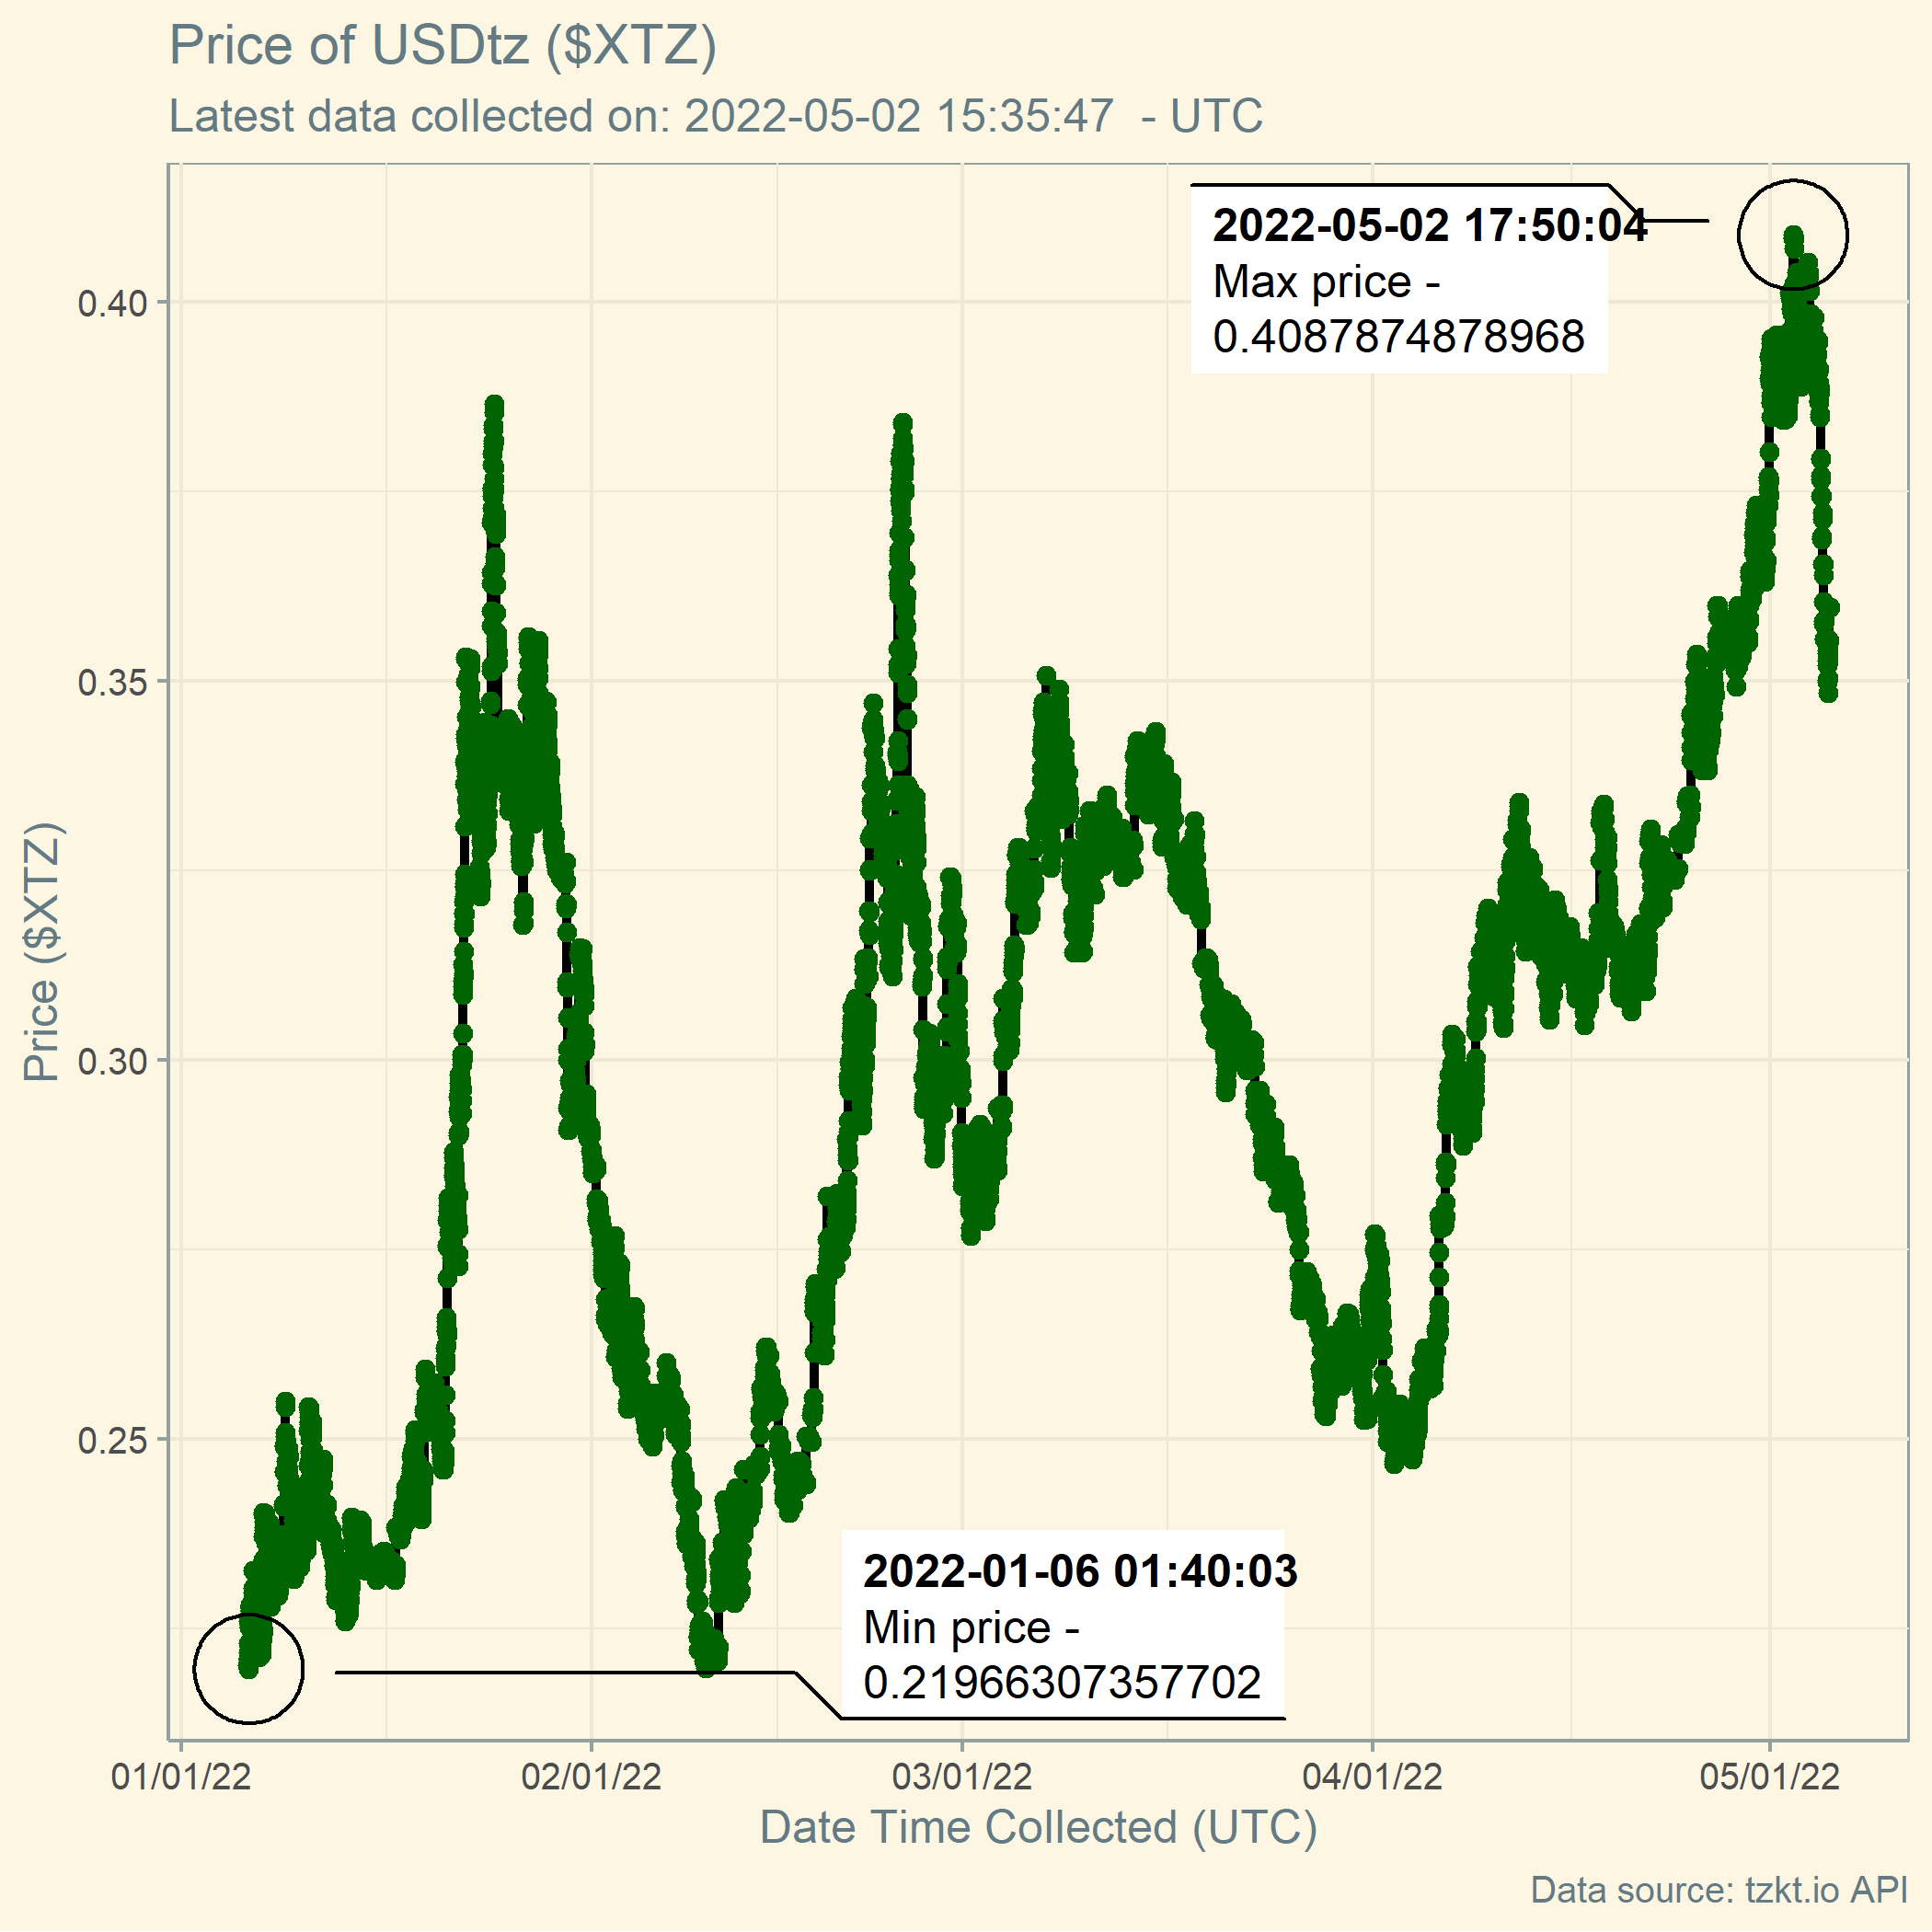 Price of USDtz ($XTZ)
Latest data collected on: 2022-05-02 15:35:47  - UTC
2022-05-02 17:50:04
Max price -
0.4087874878968
0.40
0.35
0.30
0.25
Price ($XTZ)
2022-01-06 01:40:03
Min price -
0.21966307357702
01/01/22
02/01/22
03/01/22
04/01/22
05/01/22
Date Time Collected (UTC)
Data source: tzkt.io API